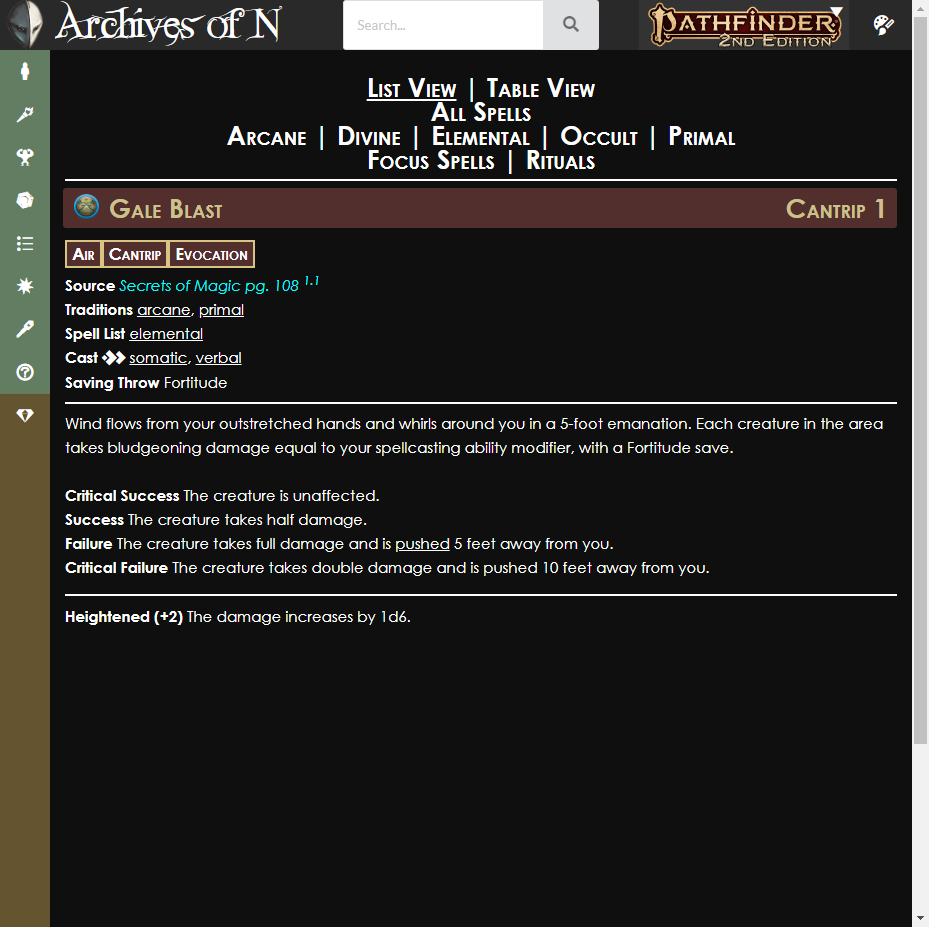 Archives of N
Search...
PATHFINDER
2ND EDITION
List View | Table View
All Spells
Arcane | Divine | Elemental | Occult | Primal
Focus Spells | Rituals
Gale Blast Cantrip 1
Air Cantrip Evocation
Source Secrets of Magic pg. 108 1.1
Traditions arcane, primal
Spell List elemental
Cast somatic, verbal
Saving Throw Fortitude
Wind flows from your outstretched hands and whirls around you in a 5-foot emanation. Each creature in the area
takes bludgeoning damage equal to your spellcasting ability modifier, with a Fortitude save.
Critical Success The creature is unaffected.
Success The creature takes half damage.
Failure The creature takes full damage and is pushed 5 feet away from you.
Critical Failure The creature takes double damage and is pushed 10 feet away from you.
Heightened (+2) The damage increases by 1d6.